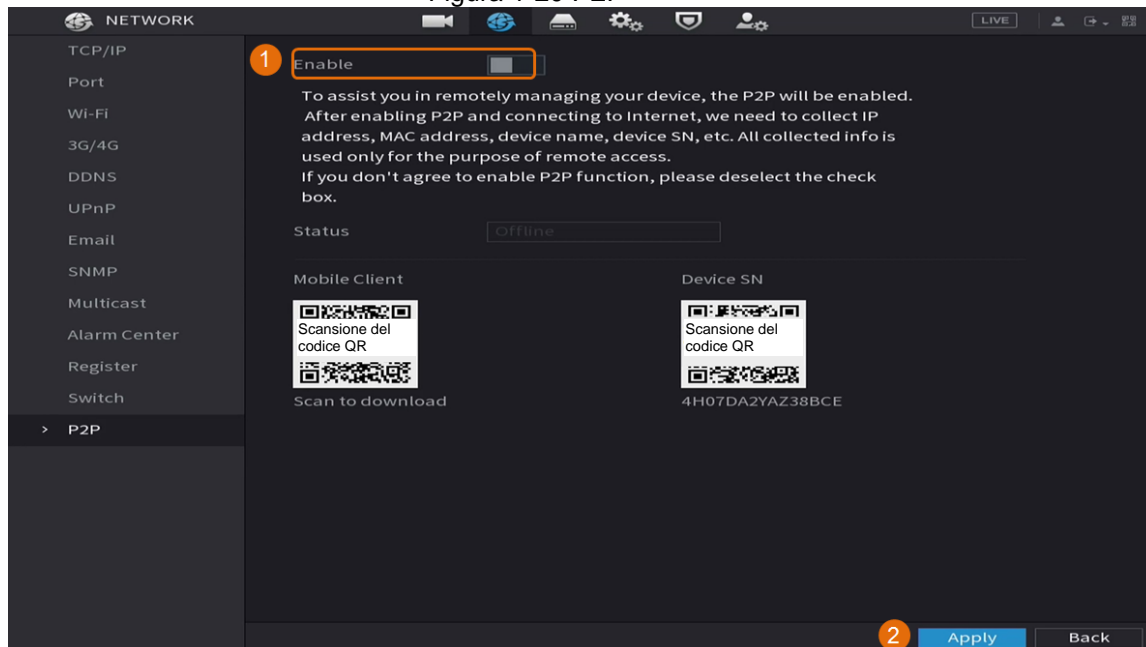 NETWORK
LIVE
TCP/IP
Port
Wi-Fi
3G/4G
DDNS
UPnP
Email
SNMP
Multicast
Alarm Center
Register
Switch
> P2P
1
Enable
To assist you in remotely managing your device, the P2P will be enabled.
After enabling P2P and connecting to Internet, we need to collect IP
address, MAC address, device name, device SN, etc. All collected info is
used only for the purpose of remote access.
If you don't agree to enable P2P function, please deselect the check
box.
Status
Offline
Mobile Client
Scansione del
codice QR
Scan to download
Device SN
Scansione del
codice QR
4H07DA2YAZ38BCE
2
Apply
Back